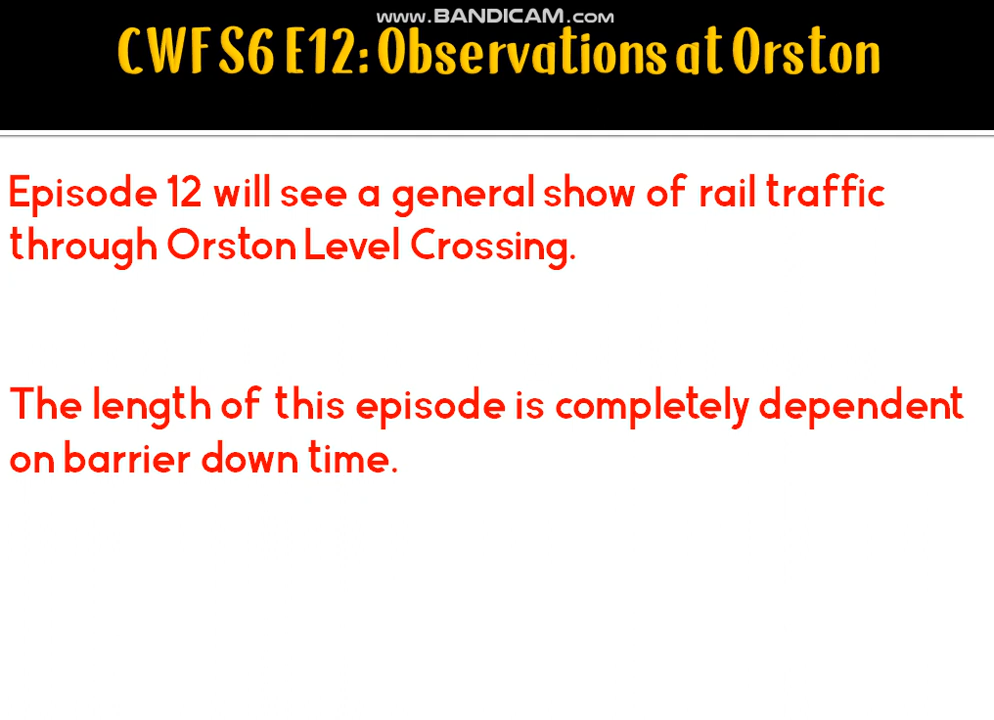 www.BANDICAM.com
CWF S6 E12: Observations at Orston
Episode 12 will see a general show of rail traffic
through Orston Level Crossing.
The length of this episode is completely dependent
on barrier down time.